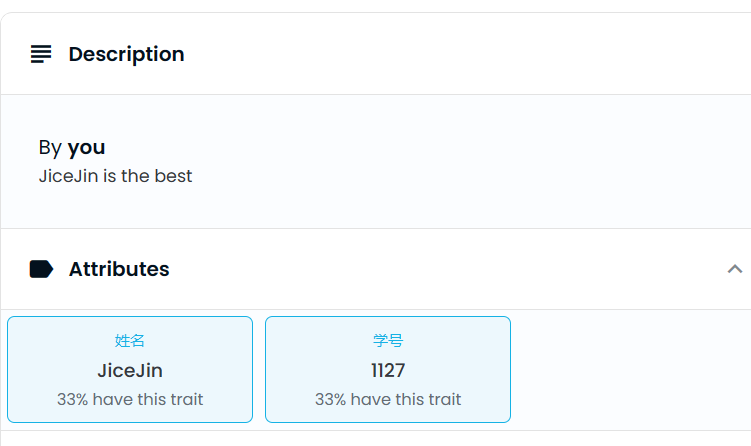 Description
By you
JiceJin is the best
Attributes
姓名
JiceJin
33% have this trait
学号
1127
33% have this trait